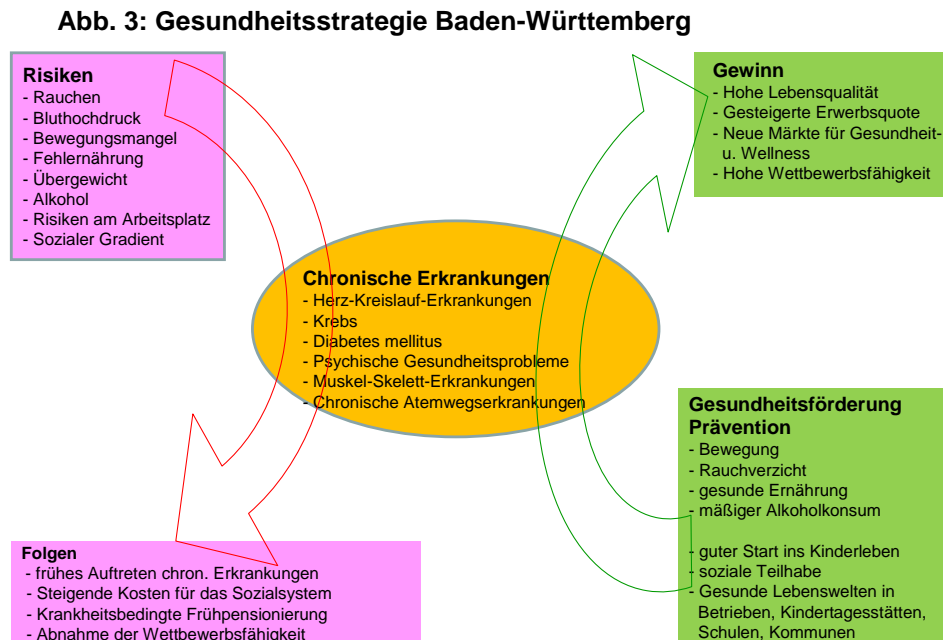 Abb. 3: Gesundheitsstrategie Baden-Württemberg
Risiken
- Rauchen
- Bluthochdruck
- Bewegungsmangel
- Fehlernährung
- Übergewicht
- Alkohol
- Risiken am Arbeitsplatz
- Sozialer Gradient
Gewinn
- Hohe Lebensqualität
- Gesteigerte Erwerbsquote
- Neue Märkte für Gesundheit-
u. Wellness
- Hohe Wettbewerbsfähigkeit
Chronische Erkrankungen
- Herz-Kreislauf-Erkrankungen
- Krebs
- Diabetes mellitus
- Psychische Gesundheitsprobleme
- Muskel-Skelett-Erkrankungen
- Chronische Atemwegserkrankungen
Gesundheitsförderung
Prävention
- Bewegung
- Rauchverzicht
- gesunde Ernährung
- mäßiger Alkoholkonsum
- guter Start ins Kinderleben
- soziale Teilhabe
- Gesunde Lebenswelten in
Betrieben, Kindertagesstätten,
Schulen, Kommunen
Folgen
- frühes Auftreten chron. Erkrankungen
- Steigende Kosten für das Sozialsystem
- Krankheitsbedingte Frühpensionierung
- Abnahme der Wettbewerbsfähigkeit